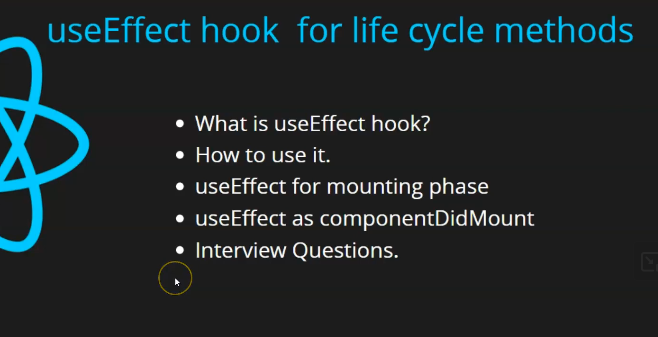 useEffect hook for life cycle methods
What is useEffect hook?
How to use it.
useEffect for mounting phase
useEffect as componentDidMount
Interview Questions.